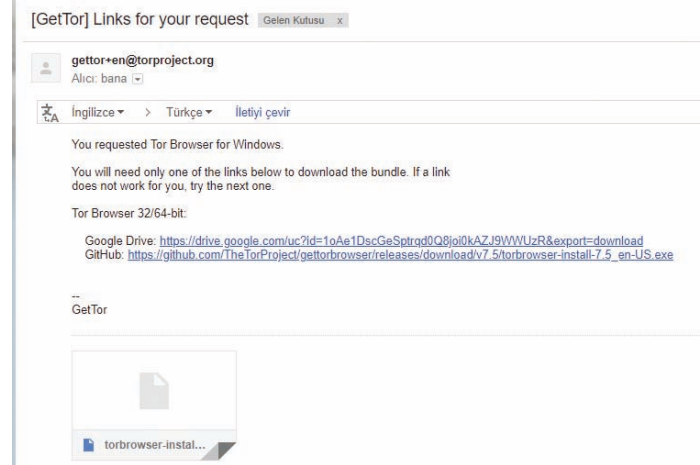 [GetTor] Links for your request Gelen Kutusu x
gettor+en@torproject.org
Alıcı: bana
İngilizce > Türkçe İletiyi çevir
You requested Tor Browser for Windows.
You will need only one of the links below to download the bundle. If a link
does not work for you, try the next one.
Tor Browser 32/64-bit:
Google Drive: https://drive.google.com/uc?id=1oAe1DscGeSptrqd0Q8joi0kAZJ9WWUzR&export=download
GitHub: https://github.com/TheTorProject/gettorbrowser/releases/download/v7.5/torbrowser-install-7.5_en-US.exe
--
GetTor
torbrowser-instal...